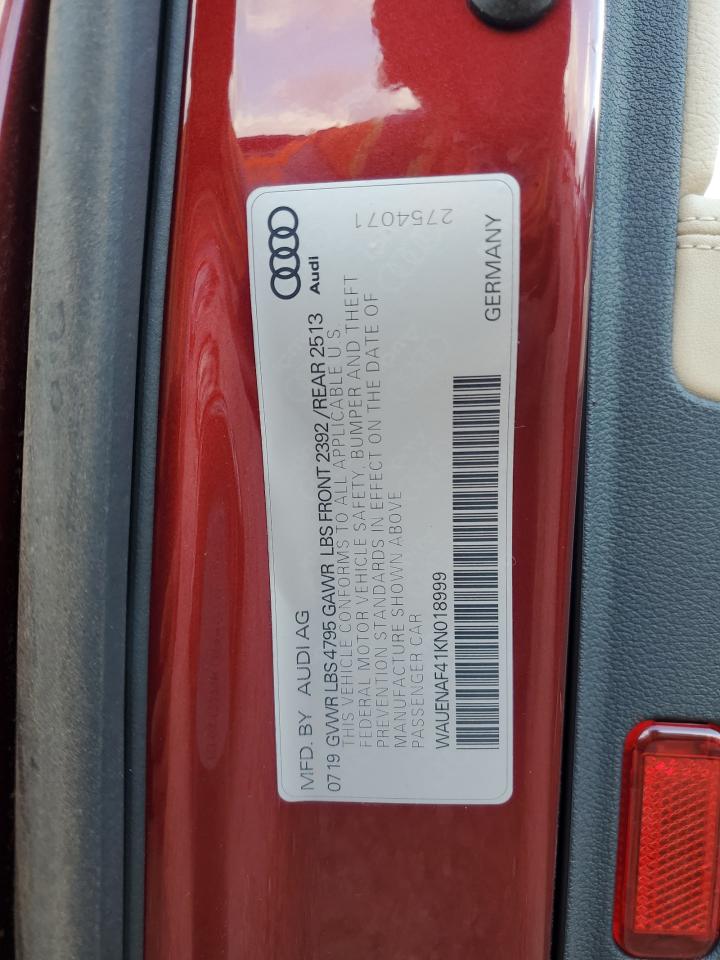 2754071
Audi
MFD. BY AUDI AG
07 19 GVWR LBS 4795 GAWR LBS FRONT 2392 /REAR 2513
THIS VEHICLE CONFORMS TO ALL APPLICABLE U S.
FEDERAL MOTOR VEHICLE SAFETY, BUMPER AND THEFT
PREVENTION STANDARDS IN EFFECT ON THE DATE OF
MANUFACTURE SHOWN ABOVE
PASSENGER CAR
WAUENAF41KN018999
GERMANY